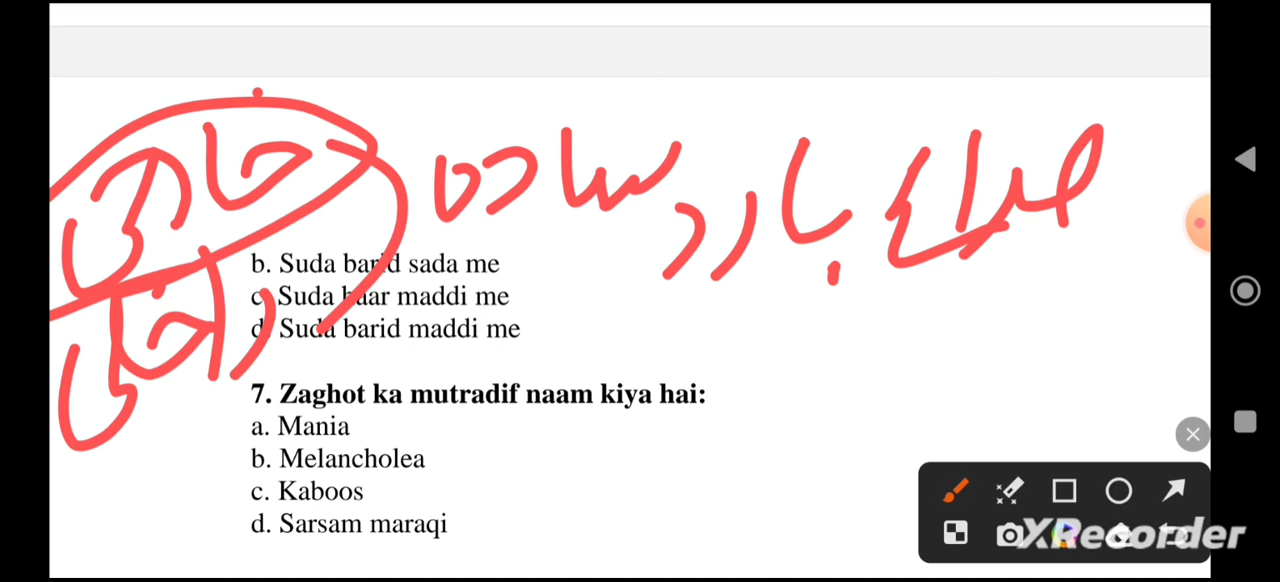 صداع بارد سادہ
b. Suda barid sada me
c. Suda haar maddi me
d. Suda barid maddi me
7. Zaghot ka mutradif naam kiya hai:
a. Mania
b. Melancholea
c. Kaboos
d. Sarsam maraqi
XRecorder